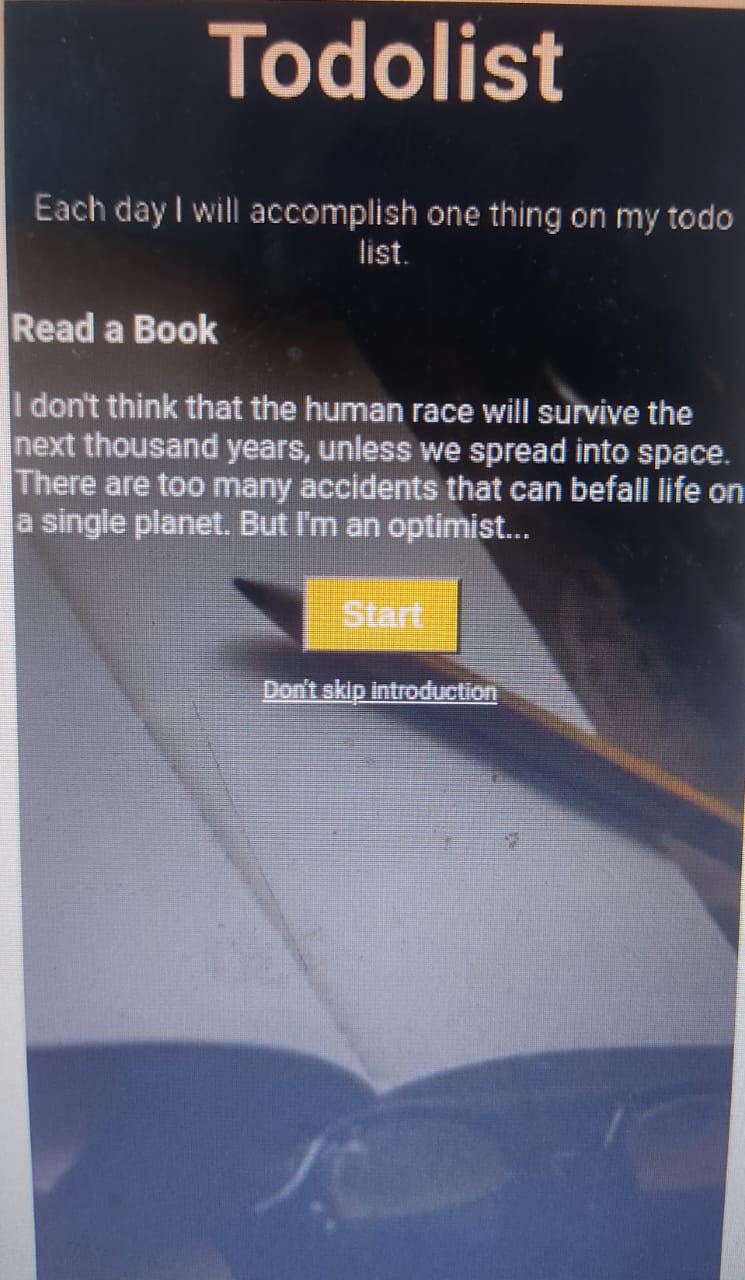 Todolist
Each day I will accomplish one thing on my todo
list.
Read a Book
I don't think that the human race will survive the
next thousand years, unless we spread into space.
There are too many accidents that can befall life on
a single planet. But I'm an optimist...
Start
Don't skip introduction